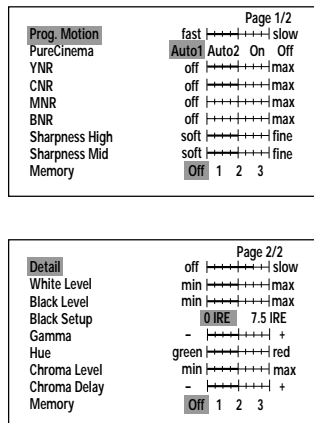 Page 1/2
Prog. Motion fast slow
PureCinema Auto1 Auto2 On Off
YNR off max
CNR off max
MNR off max
BNR off max
Sharpness High soft fine
Sharpness Mid soft fine
Memory Off 1 2 3
Page 2/2
Detail off slow
White Level min max
Black Level min max
Black Setup 0 IRE 7.5 IRE
Gamma – +
Hue green red
Chroma Level min max
Chroma Delay – +
Memory Off 1 2 3